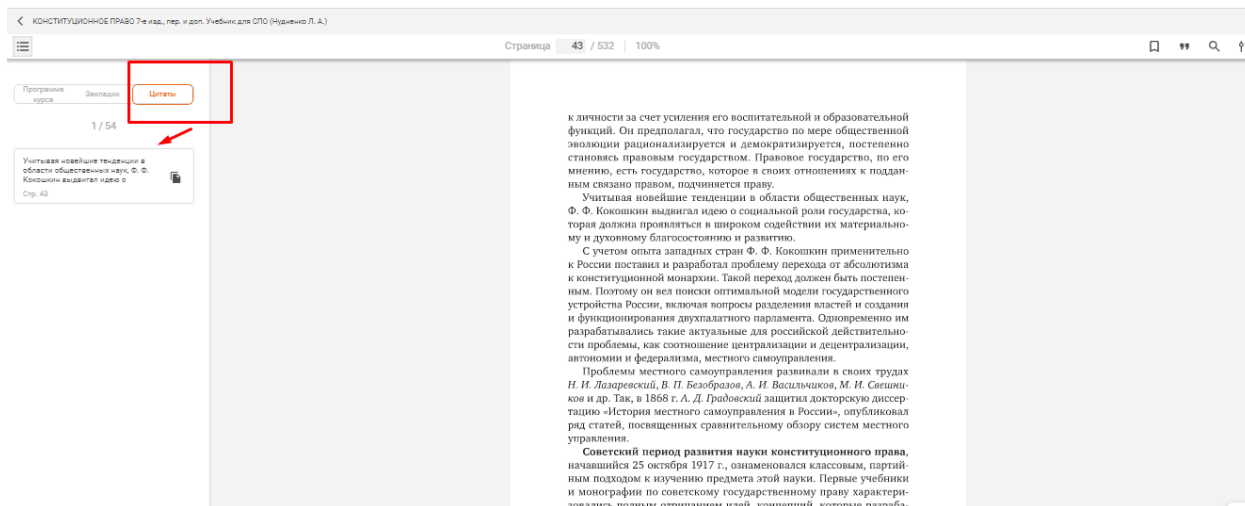 КОНСТИТУЦИОННОЕ ПРАВО 7-е изд., пер. и доп. Учебник для СПО (Нудненко Л. А.)
Страница 43 / 532 | 100%
Программа курса
Закладки
Цитаты
1 / 54
Учитывая новейшие тенденции в
области общественных наук, Ф. Ф.
Кокошкин выдвигал идею о
Стр. 43
к личности за счет усиления его воспитательной и образовательной
функций. Он предполагал, что государство по мере общественной
эволюции рационализируется и демократизируется, постепенно
становясь правовым государством. Правовое государство, по его
мнению, есть государство, которое в своих отношениях к поддан-
ным связано правом, подчиняется праву.
Учитывая новейшие тенденции в области общественных наук,
Ф. Ф. Кокошкин выдвигал идею о социальной роли государства, ко-
торая должна проявляться в широком содействии их материально-
му и духовному благосостоянию и развитию.
С учетом опыта западных стран Ф. Ф. Кокошкин применительно
к России поставил и разработал проблему перехода от абсолютизма
к конституционной монархии. Такой переход должен быть постепен-
ным. Поэтому он вел поиски оптимальной модели государственного
устройства России, включая вопросы разделения властей и создания
и функционирования двухпалатного парламента. Одновременно им
разрабатывались такие актуальные для российской действительно-
сти проблемы, как соотношение централизации и децентрализации,
автономии и федерализма, местного самоуправления.
Проблемы местного самоуправления развивали в своих трудах
Н. И. Лазаревский, В. П. Безобразов, А. И. Васильчиков, М. И. Свешни-
ков и др. Так, в 1868 г. А. Д. Градовский защитил докторскую диссер-
тацию «История местного самоуправления в России», опубликовал
ряд статей, посвященных сравнительному обзору систем местного
управления.
Советский период развития науки конституционного права,
начавшийся 25 октября 1917 г., ознаменовался классовым, партий-
ным подходом к изучению предмета этой науки. Первые учебники
и монографии по советскому государственному праву характери-
зовались полным отрицанием идей, концепций, которые разраба-